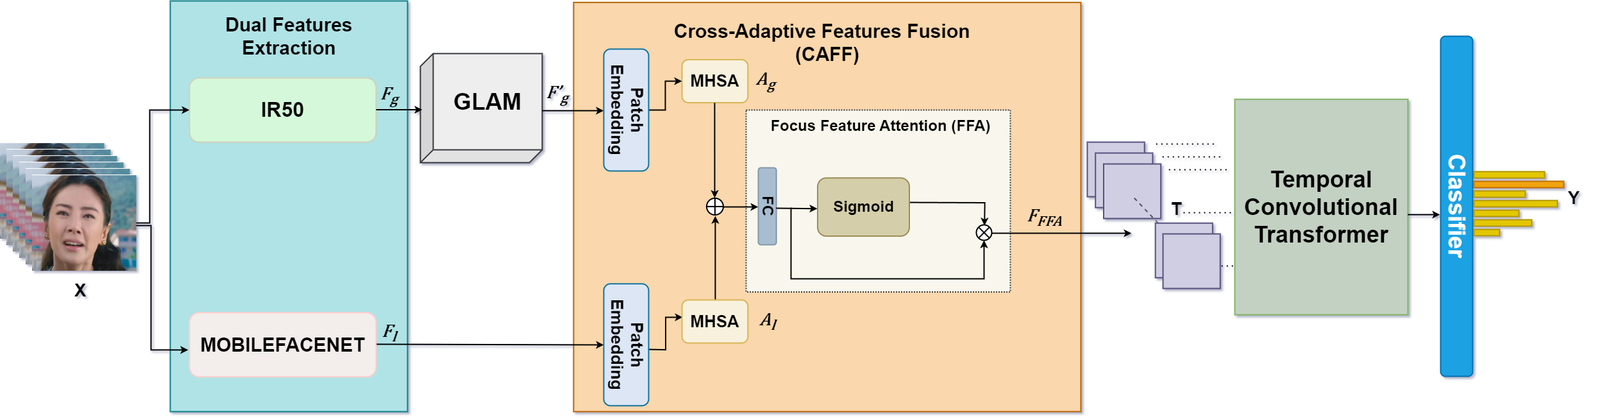 Dual Features
Extraction
IR50
MOBILEFACENET
X
F_g
F_l
GLAM
F'_g
Cross-Adaptive Features Fusion
(CAFF)
Patch
Embedding
MHSA
A_g
Patch
Embedding
MHSA
A_l
Focus Feature Attention (FFA)
FC
Sigmoid
F_FFA
T
Temporal
Convolutional
Transformer
Classifier
Y